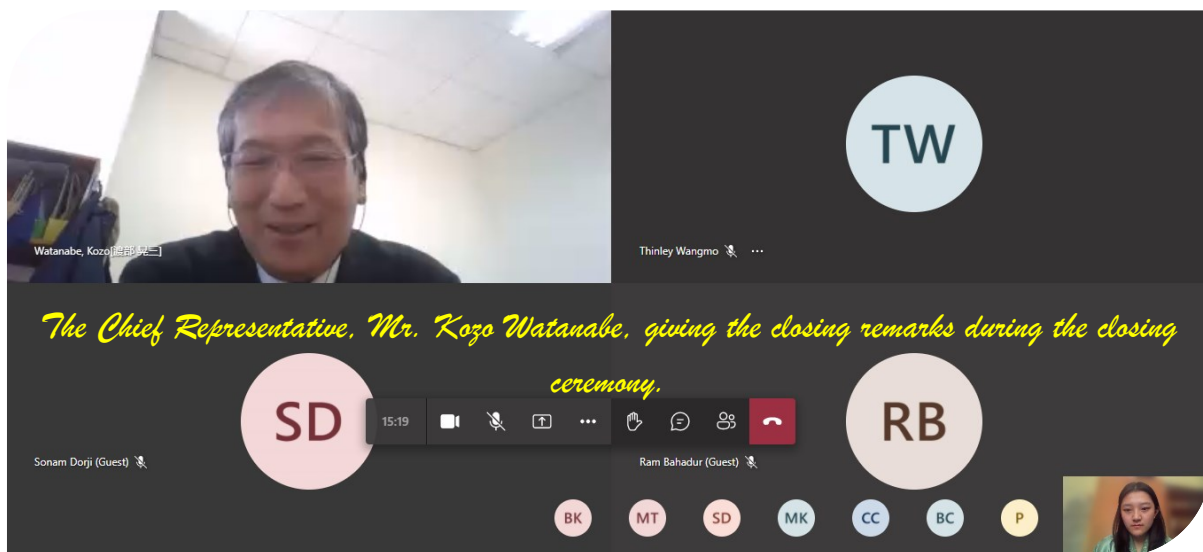 TW
Watanabe, Kozo[渡部 晃三]
Thinley Wangmo
The Chief Representative, Mr. Kozo Watanabe, giving the closing remarks during the closing
ceremony.
SD
15:19
RB
Sonam Dorji (Guest)
Ram Bahadur (Guest)
BK MT SD MK CC BC P